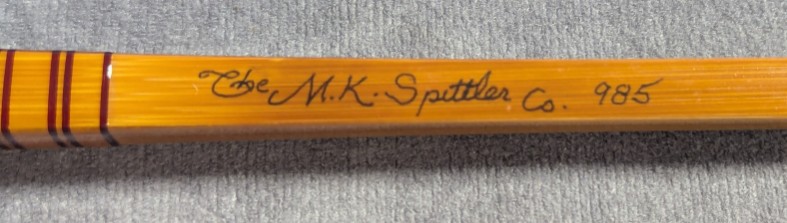 The M.K. Spittler Co. 985